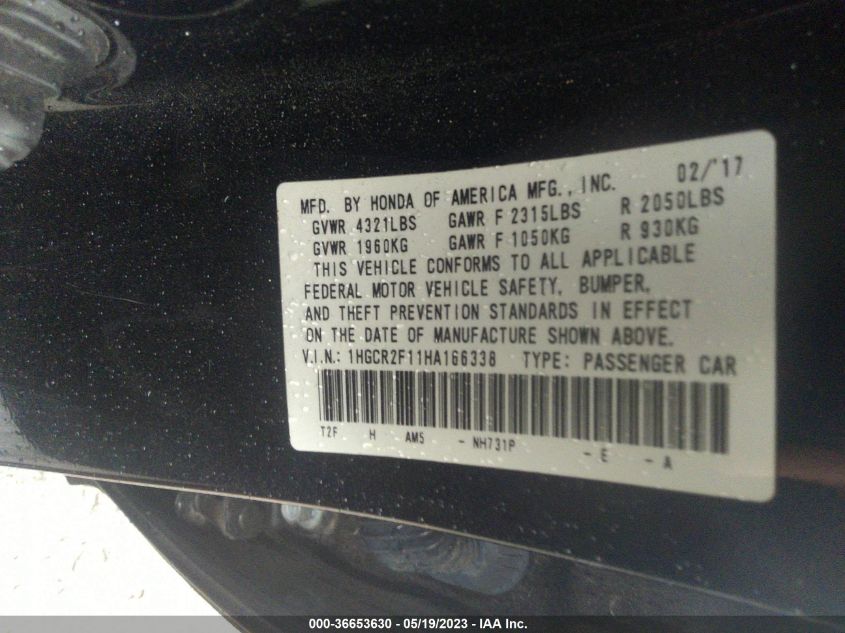 MFD. BY HONDA OF AMERICA MFG., INC. 02/'17
GVWR 4321LBS GAWR F 2315LBS R 2050LBS
GVWR 1960KG GAWR F 1050KG R 930KG
THIS VEHICLE CONFORMS TO ALL APPLICABLE
FEDERAL MOTOR VEHICLE SAFETY, BUMPER,
AND THEFT PREVENTION STANDARDS IN EFFECT
ON THE DATE OF MANUFACTURE SHOWN ABOVE.
V.I.N.: 1HGCR2F11HA166338 TYPE: PASSENGER CAR
T2F H AM5 - NH731P - E - A
000-36653630 - 05/19/2023 - IAA Inc.